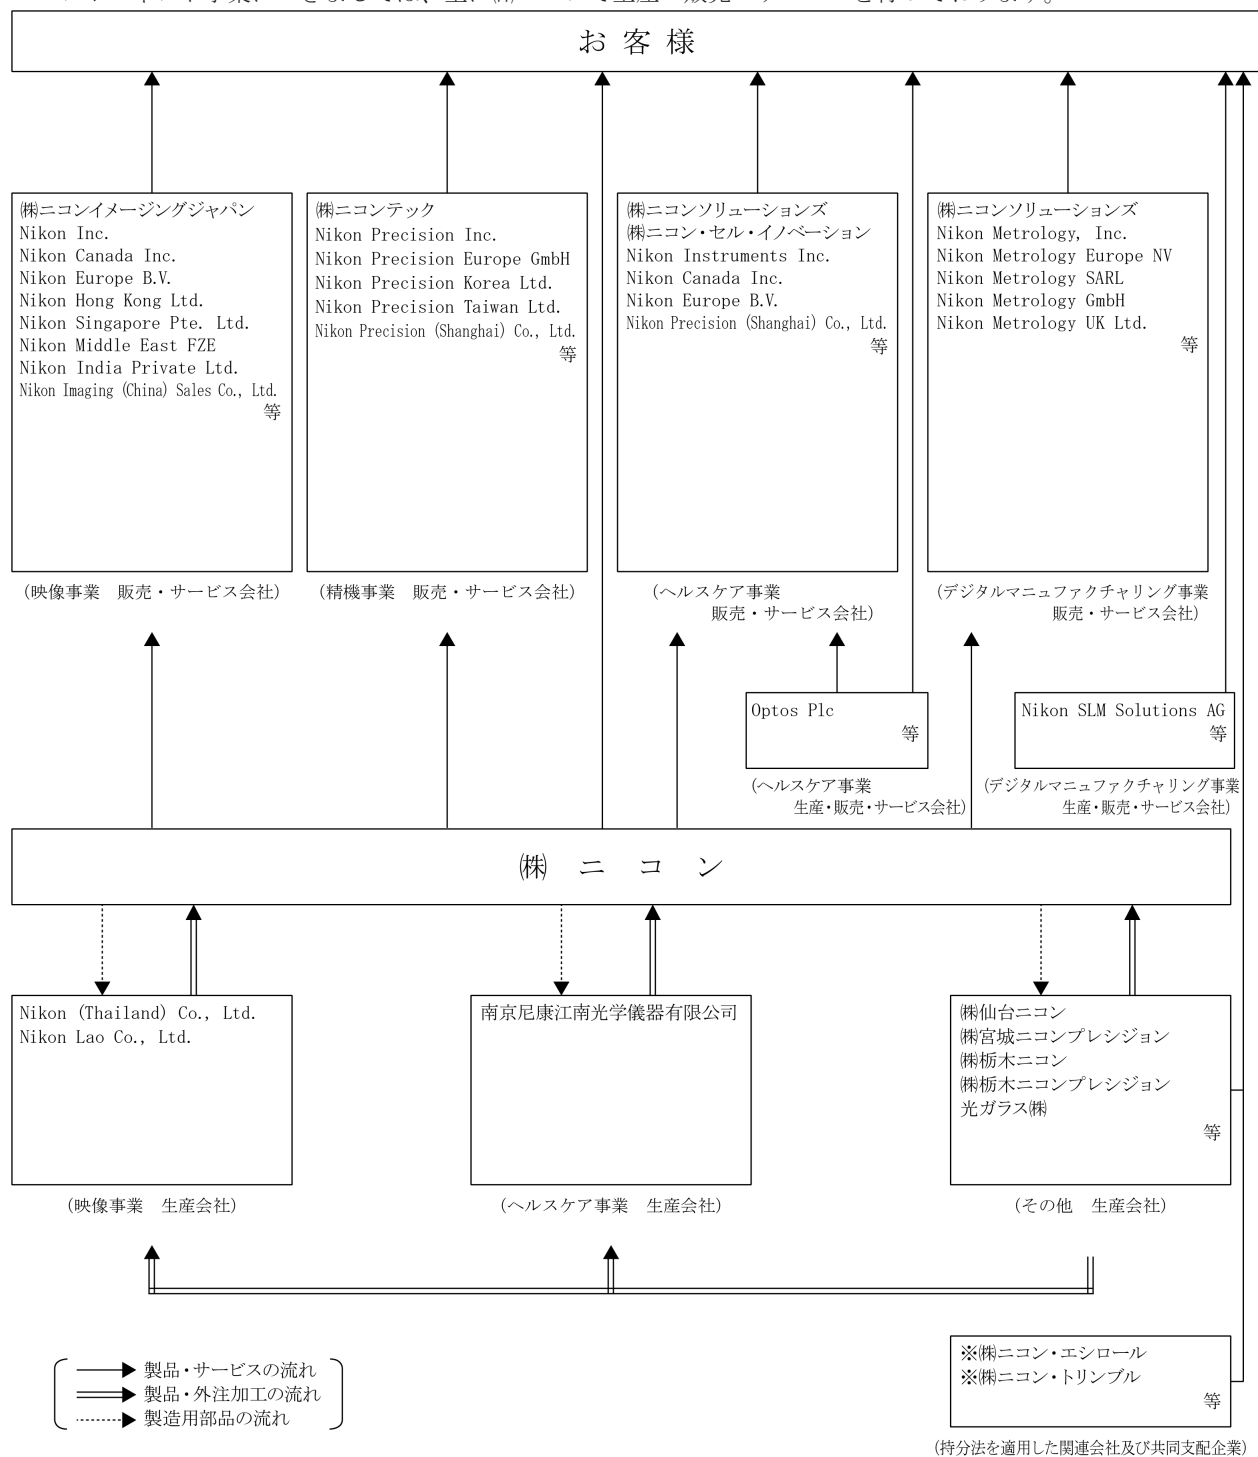 お 客 様
㈱ニコンイメージングジャパン
Nikon Inc.
Nikon Canada Inc.
Nikon Europe B.V.
Nikon Hong Kong Ltd.
Nikon Singapore Pte. Ltd.
Nikon Middle East FZE
Nikon India Private Ltd.
Nikon Imaging (China) Sales Co., Ltd.
等
(映像事業　販売・サービス会社)
㈱ニコンテック
Nikon Precision Inc.
Nikon Precision Europe GmbH
Nikon Precision Korea Ltd.
Nikon Precision Taiwan Ltd.
Nikon Precision (Shanghai) Co., Ltd.
等
(精機事業　販売・サービス会社)
㈱ニコンソリューションズ
㈱ニコン・セル・イノベーション
Nikon Instruments Inc.
Nikon Canada Inc.
Nikon Europe B.V.
Nikon Precision (Shanghai) Co., Ltd.
等
(ヘルスケア事業
販売・サービス会社)
㈱ニコンソリューションズ
Nikon Metrology, Inc.
Nikon Metrology Europe NV
Nikon Metrology SARL
Nikon Metrology GmbH
Nikon Metrology UK Ltd.
等
(デジタルマニュファクチャリング事業
販売・サービス会社)
Optos Plc
等
(ヘルスケア事業
生産・販売・サービス会社)
Nikon SLM Solutions AG
等
(デジタルマニュファクチャリング事業
生産・販売・サービス会社)
㈱ ニ コ ン
Nikon (Thailand) Co., Ltd.
Nikon Lao Co., Ltd.
(映像事業　生産会社)
南京尼康江南光学儀器有限公司
(ヘルスケア事業　生産会社)
㈱仙台ニコン
㈱宮城ニコンプレシジョン
㈱栃木ニコン
㈱栃木ニコンプレシジョン
光ガラス㈱
等
(その他　生産会社)
製品・サービスの流れ
製品・外注加工の流れ
製造用部品の流れ
※㈱ニコン・エシロール
※㈱ニコン・トリンブル
等
(持分法を適用した関連会社及び共同支配企業)